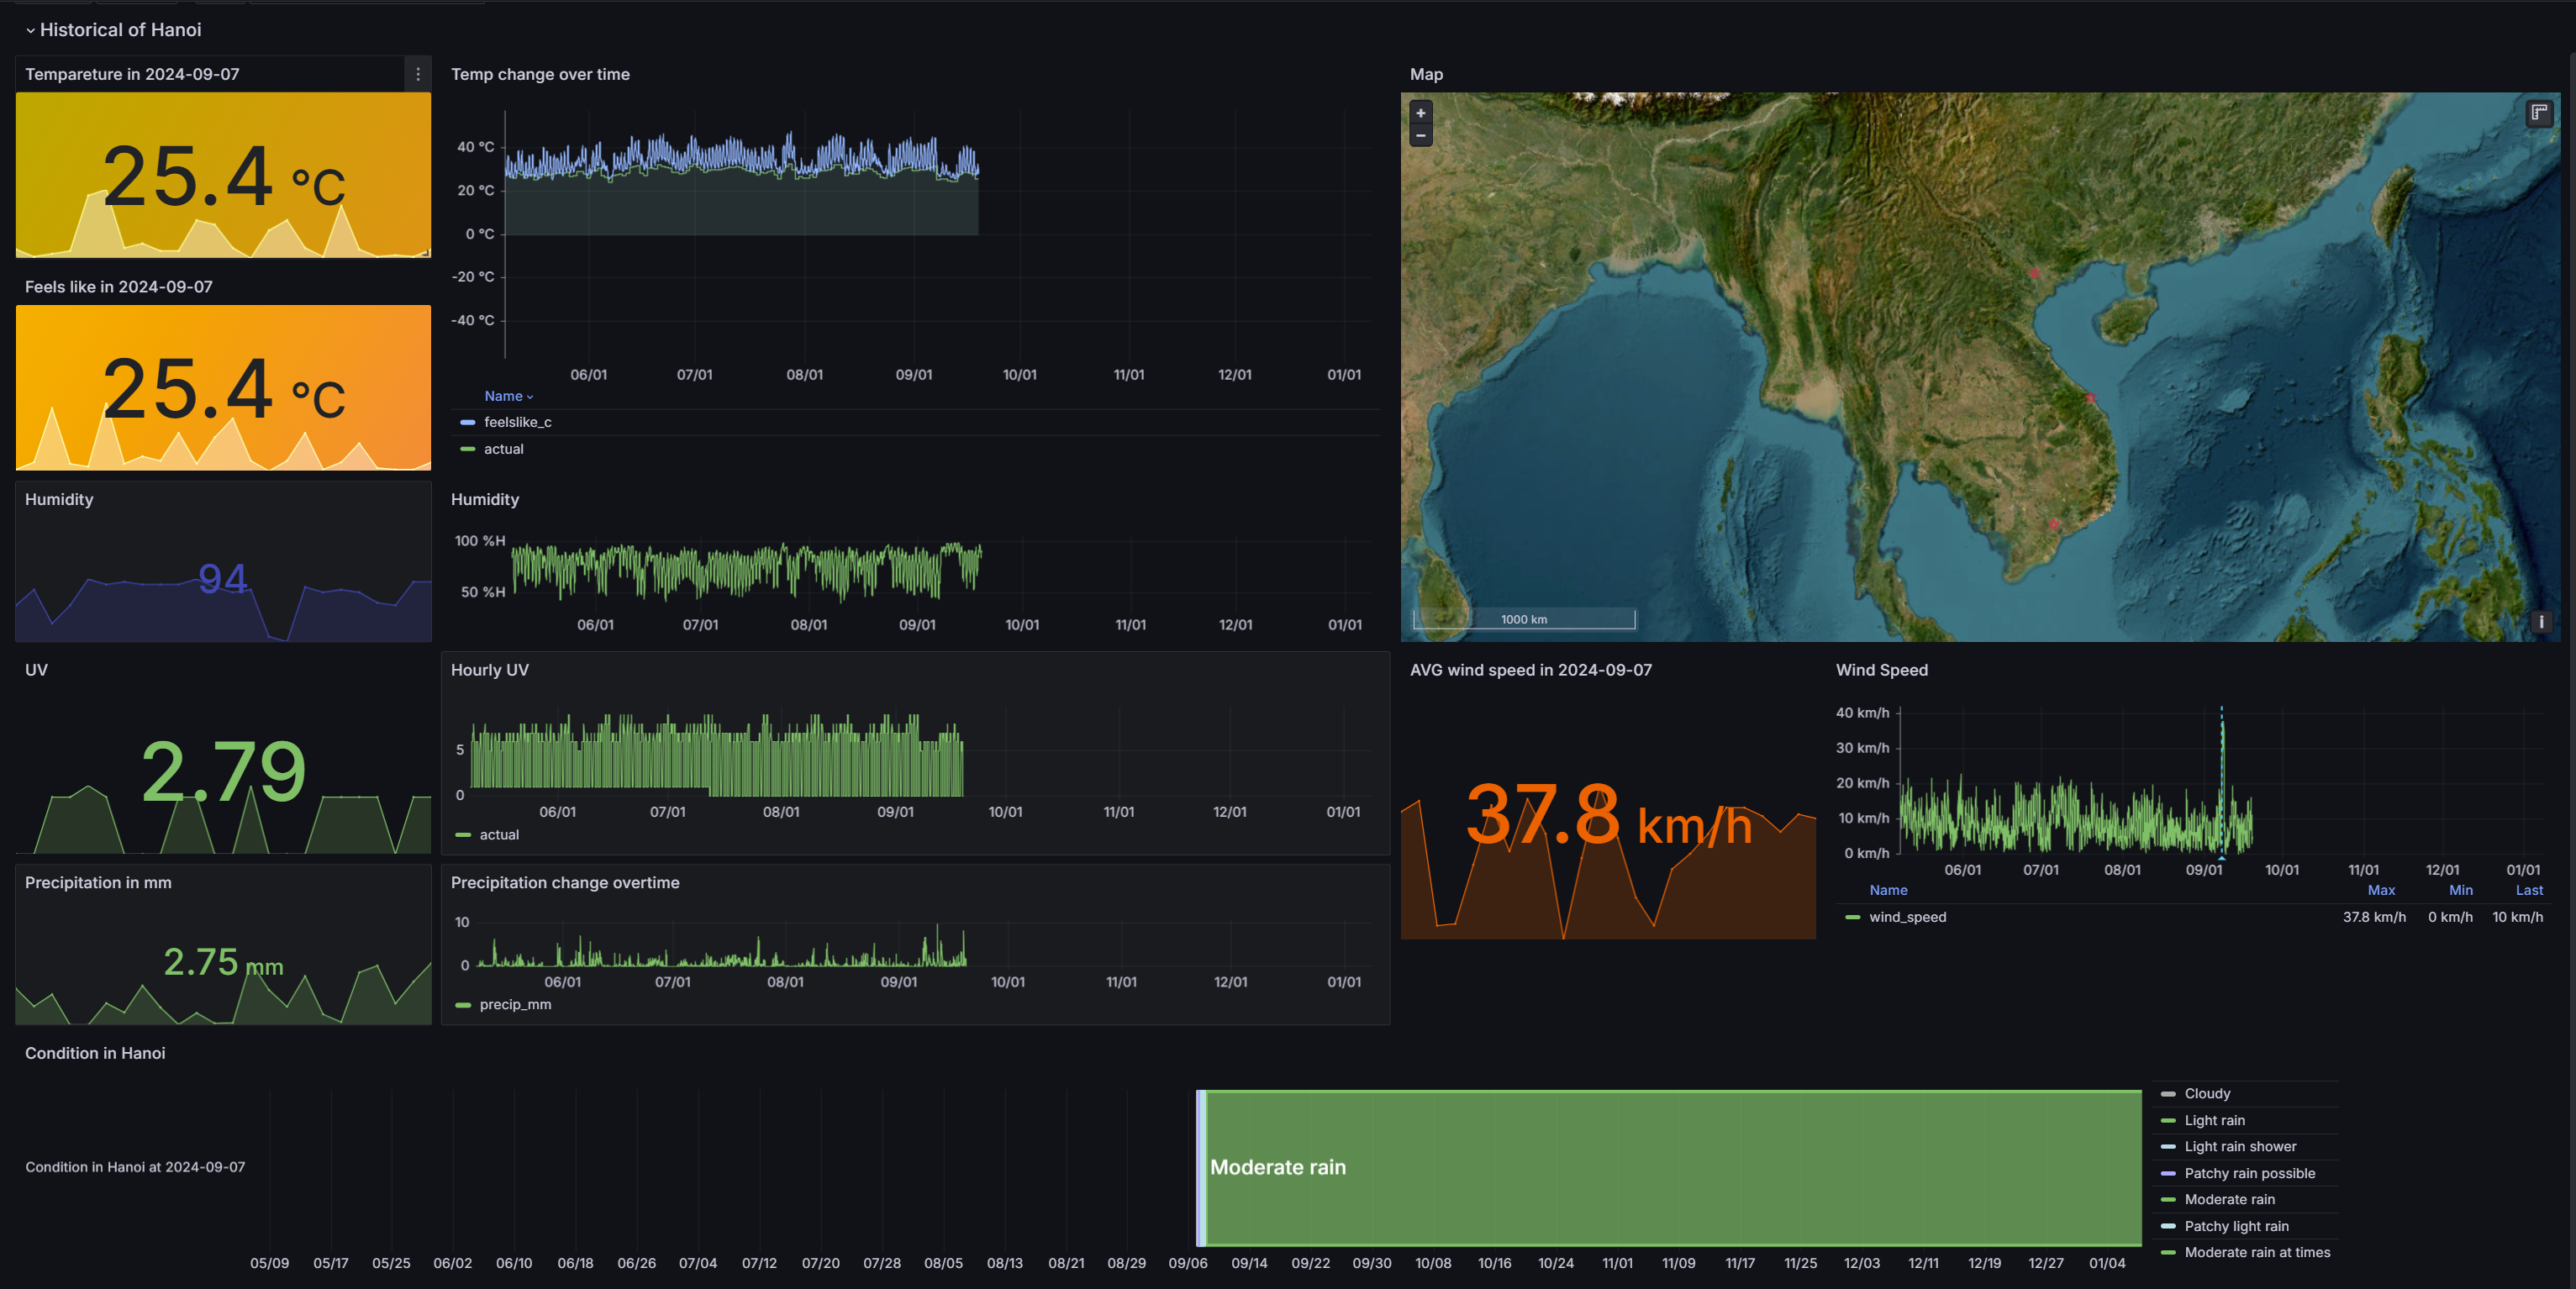 Historical of Hanoi
Tempareture in 2024-09-07
25.4 °C
Feels like in 2024-09-07
25.4 °C
Humidity
94
UV
2.79
Precipitation in mm
2.75 mm
Temp change over time
40 °C
20 °C
0 °C
-20 °C
-40 °C
06/01 07/01 08/01 09/01 10/01 11/01 12/01 01/01
Name
feelslike_c
actual
Humidity
100 %H
50 %H
06/01 07/01 08/01 09/01 10/01 11/01 12/01 01/01
Hourly UV
5
0
06/01 07/01 08/01 09/01 10/01 11/01 12/01 01/01
actual
Precipitation change overtime
10
0
06/01 07/01 08/01 09/01 10/01 11/01 12/01 01/01
precip_mm
Map
+
−
1000 km
i
AVG wind speed in 2024-09-07
37.8 km/h
Wind Speed
40 km/h
30 km/h
20 km/h
10 km/h
0 km/h
06/01 07/01 08/01 09/01 10/01 11/01 12/01 01/01
Name Max Min Last
wind_speed 37.8 km/h 0 km/h 10 km/h
Condition in Hanoi
Condition in Hanoi at 2024-09-07
Moderate rain
05/09 05/17 05/25 06/02 06/10 06/18 06/26 07/04 07/12 07/20 07/28 08/05 08/13 08/21 08/29 09/06 09/14 09/22 09/30 10/08 10/16 10/24 11/01 11/09 11/17 11/25 12/03 12/11 12/19 12/27 01/04
Cloudy
Light rain
Light rain shower
Patchy rain possible
Moderate rain
Patchy light rain
Moderate rain at times